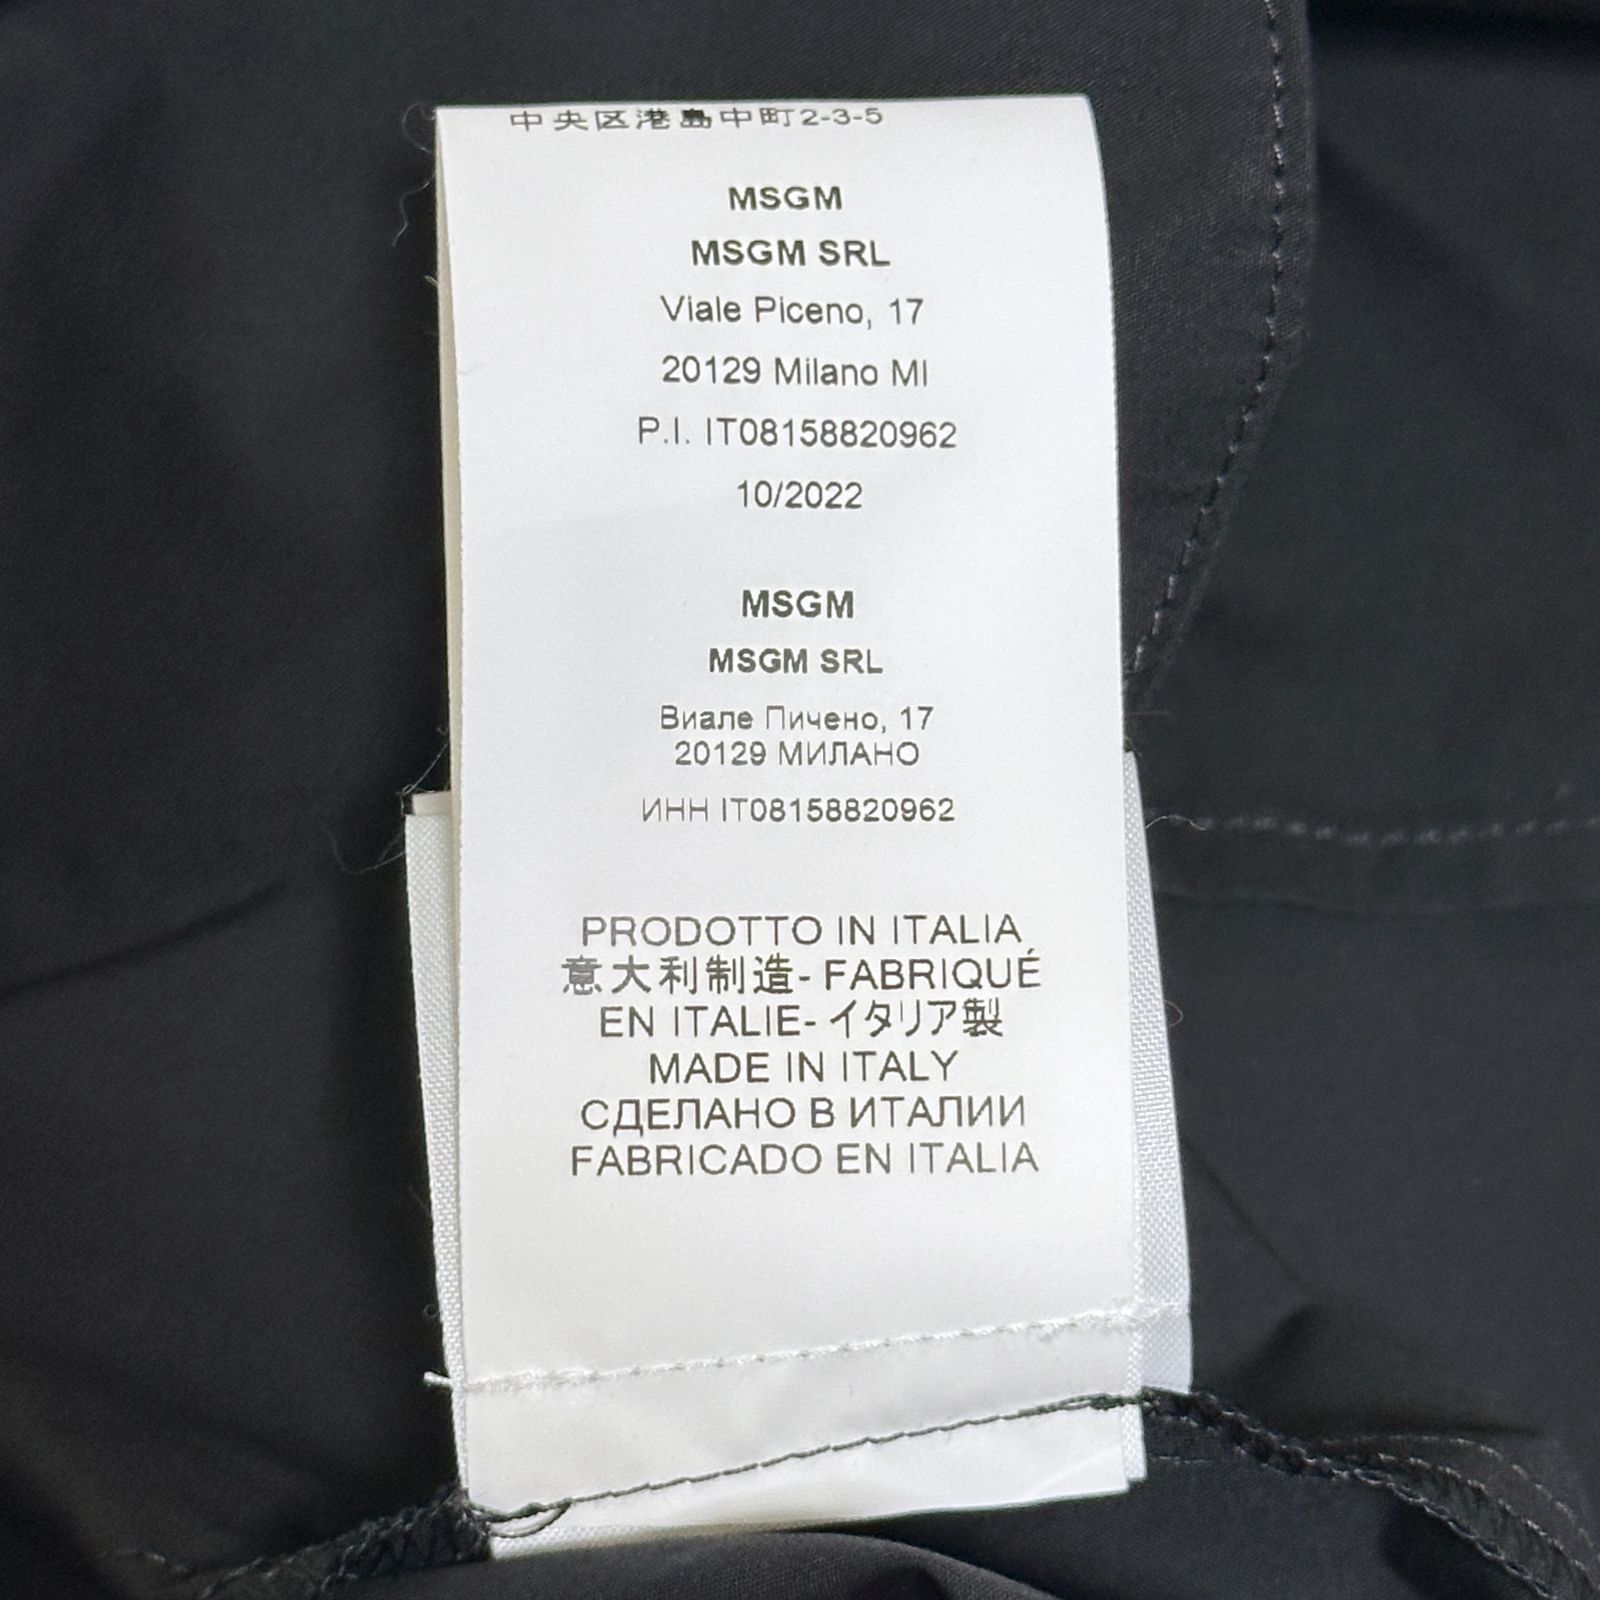 中央区港島中町2-3-5
MSGM
MSGM SRL
Viale Piceno, 17
20129 Milano MI
P.I. IT08158820962
10/2022
MSGM
MSGM SRL
Виале Пичено, 17
20129 МИЛАНО
ИНН IT08158820962
PRODOTTO IN ITALIA
意大利制造- FABRIQUÉ
EN ITALIE- イタリア製
MADE IN ITALY
СДЕЛАНО В ИТАЛИИ
FABRICADO EN ITALIA